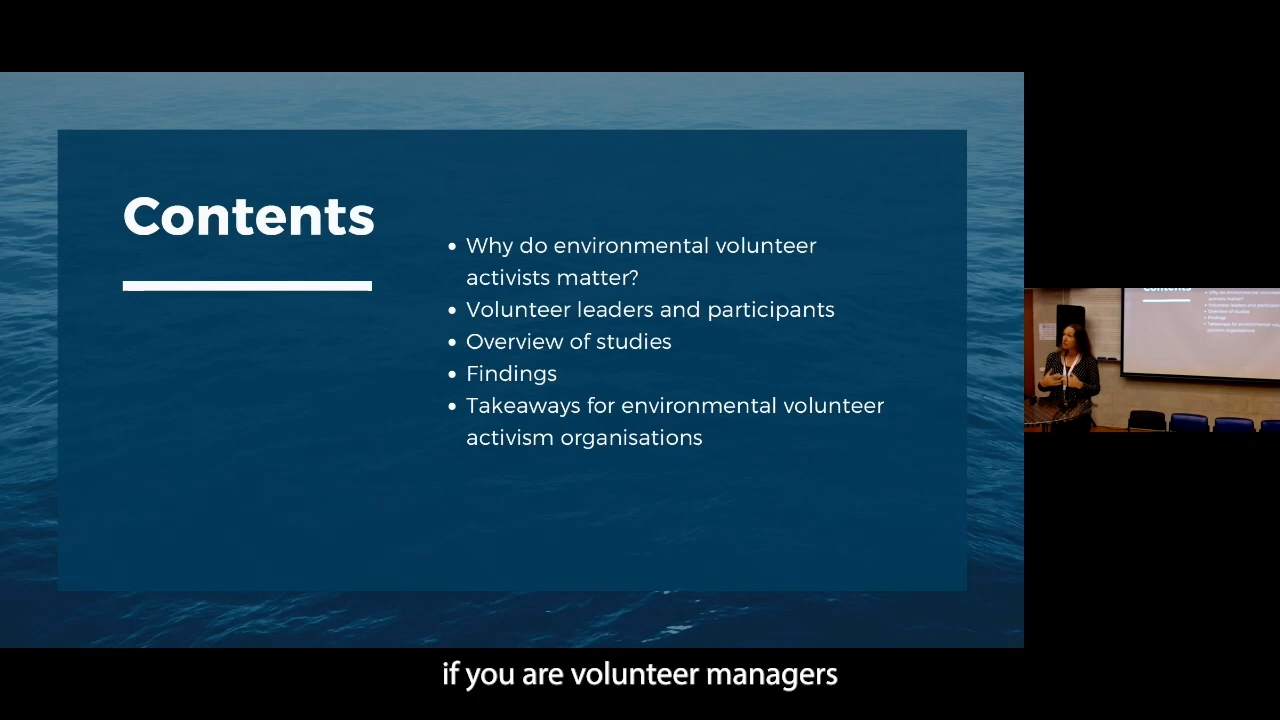 Contents
Why do environmental volunteer
activists matter?
Volunteer leaders and participants
Overview of studies
Findings
Takeaways for environmental volunteer
activism organisations
Contents
if you are volunteer managers